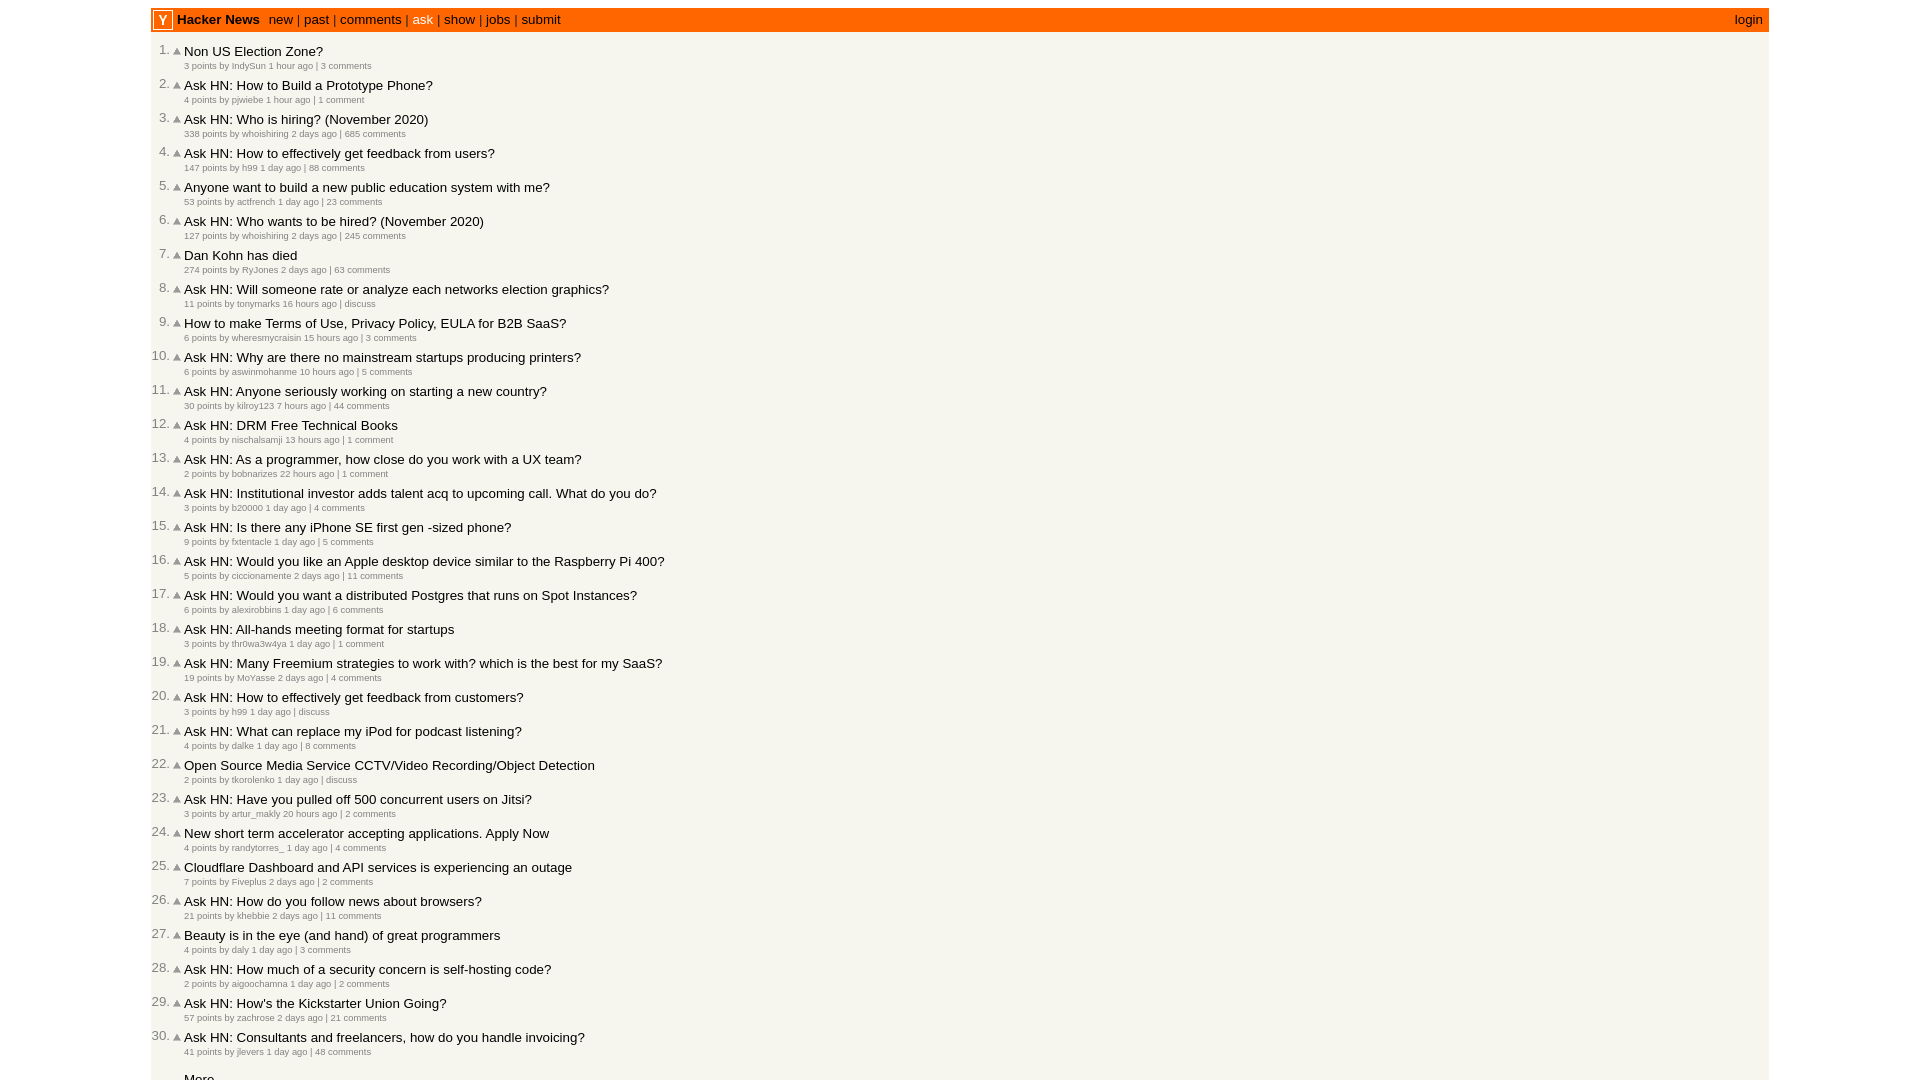 Y Hacker News new | past | comments | ask | show | jobs | submit login
1. Non US Election Zone?
3 points by IndySun 1 hour ago | 3 comments
2. Ask HN: How to Build a Prototype Phone?
4 points by pjwiebe 1 hour ago | 1 comment
3. Ask HN: Who is hiring? (November 2020)
338 points by whoishiring 2 days ago | 685 comments
4. Ask HN: How to effectively get feedback from users?
147 points by h99 1 day ago | 88 comments
5. Anyone want to build a new public education system with me?
53 points by actfrench 1 day ago | 23 comments
6. Ask HN: Who wants to be hired? (November 2020)
127 points by whoishiring 2 days ago | 245 comments
7. Dan Kohn has died
274 points by RyJones 2 days ago | 63 comments
8. Ask HN: Will someone rate or analyze each networks election graphics?
11 points by tonymarks 16 hours ago | discuss
9. How to make Terms of Use, Privacy Policy, EULA for B2B SaaS?
6 points by wheresmycraisin 15 hours ago | 3 comments
10. Ask HN: Why are there no mainstream startups producing printers?
6 points by aswinmohanme 10 hours ago | 5 comments
11. Ask HN: Anyone seriously working on starting a new country?
30 points by kilroy123 7 hours ago | 44 comments
12. Ask HN: DRM Free Technical Books
4 points by nischalsamji 13 hours ago | 1 comment
13. Ask HN: As a programmer, how close do you work with a UX team?
2 points by bobnarizes 22 hours ago | 1 comment
14. Ask HN: Institutional investor adds talent acq to upcoming call. What do you do?
3 points by b20000 1 day ago | 4 comments
15. Ask HN: Is there any iPhone SE first gen -sized phone?
9 points by fxtentacle 1 day ago | 5 comments
16. Ask HN: Would you like an Apple desktop device similar to the Raspberry Pi 400?
5 points by ciccionamente 2 days ago | 11 comments
17. Ask HN: Would you want a distributed Postgres that runs on Spot Instances?
6 points by alexirobbins 1 day ago | 6 comments
18. Ask HN: All-hands meeting format for startups
3 points by thr0wa3w4ya 1 day ago | 1 comment
19. Ask HN: Many Freemium strategies to work with? which is the best for my SaaS?
19 points by MoYasse 2 days ago | 4 comments
20. Ask HN: How to effectively get feedback from customers?
3 points by h99 1 day ago | discuss
21. Ask HN: What can replace my iPod for podcast listening?
4 points by dalke 1 day ago | 8 comments
22. Open Source Media Service CCTV/Video Recording/Object Detection
2 points by tkorolenko 1 day ago | discuss
23. Ask HN: Have you pulled off 500 concurrent users on Jitsi?
3 points by artur_makly 20 hours ago | 2 comments
24. New short term accelerator accepting applications. Apply Now
4 points by randytorres_ 1 day ago | 4 comments
25. Cloudflare Dashboard and API services is experiencing an outage
7 points by Fiveplus 2 days ago | 2 comments
26. Ask HN: How do you follow news about browsers?
21 points by khebbie 2 days ago | 11 comments
27. Beauty is in the eye (and hand) of great programmers
4 points by daly 1 day ago | 3 comments
28. Ask HN: How much of a security concern is self-hosting code?
2 points by aigoochamna 1 day ago | 2 comments
29. Ask HN: How's the Kickstarter Union Going?
57 points by zachrose 2 days ago | 21 comments
30. Ask HN: Consultants and freelancers, how do you handle invoicing?
41 points by jlevers 1 day ago | 48 comments
More